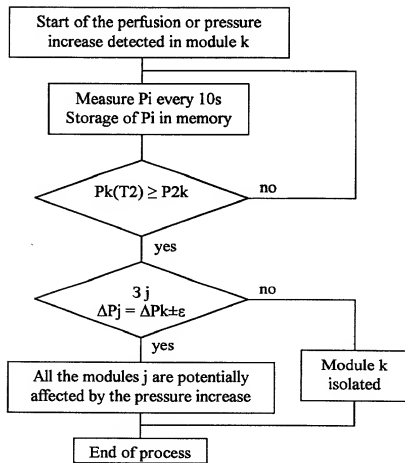 Start of the perfusion or pressure
increase detected in module k
Measure Pi every 10s
Storage of Pi in memory
Pk(T2) ≥ P2k
no
yes
3 j
ΔPj = ΔPk±ε
no
yes
All the modules j are potentially
affected by the pressure increase
Module k
isolated
End of process